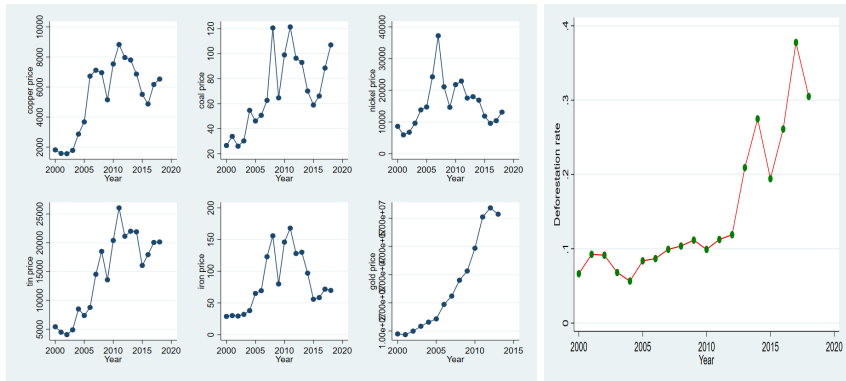 copper price
2000 4000 6000 8000 10000
2000 2005 2010 2015 2020
Year
coal price
20 40 60 80 100 120
2000 2005 2010 2015 2020
Year
nickel price
0 10000 20000 30000 40000
2000 2005 2010 2015 2020
Year
tin price
5000 10000 15000 20000 25000
2000 2005 2010 2015 2020
Year
iron price
0 50 100 150 200
2000 2005 2010 2015 2020
Year
gold price
2000 2005 2010 2015
Year
Deforestation rate
0 .1 .2 .3 .4
2000 2005 2010 2015 2020
Year